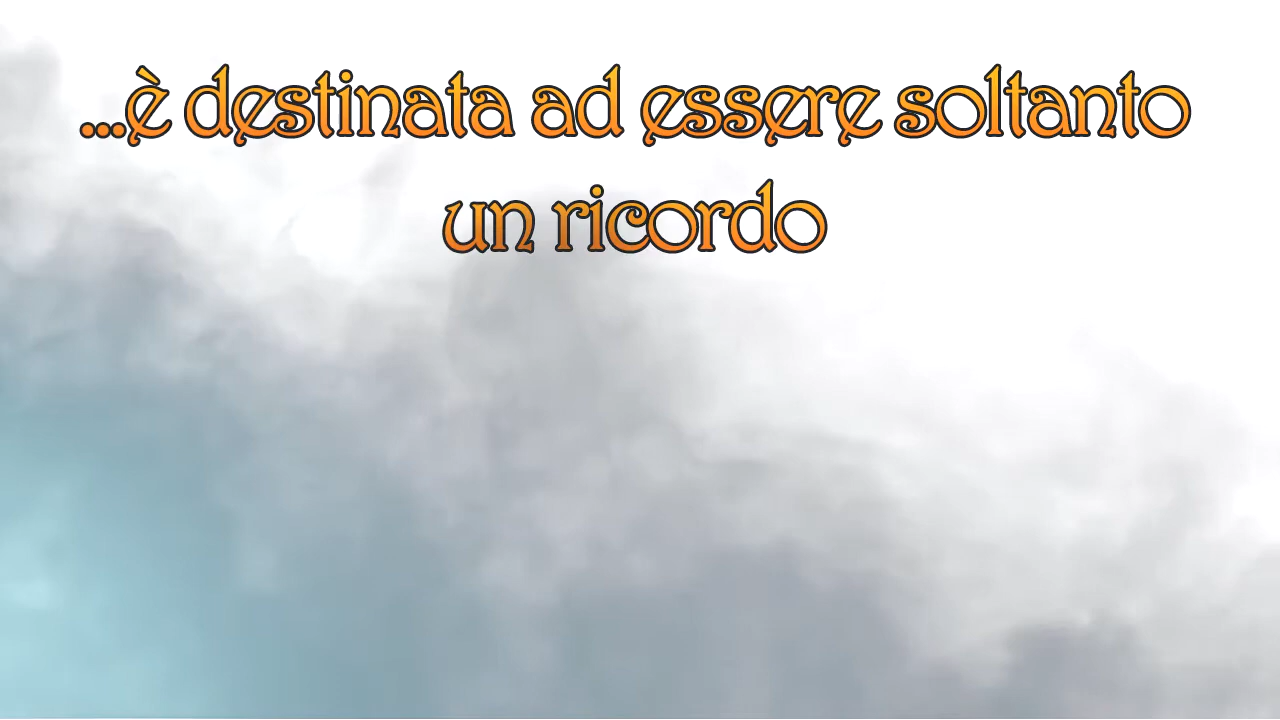 ...è destinata ad essere soltanto
un ricordo